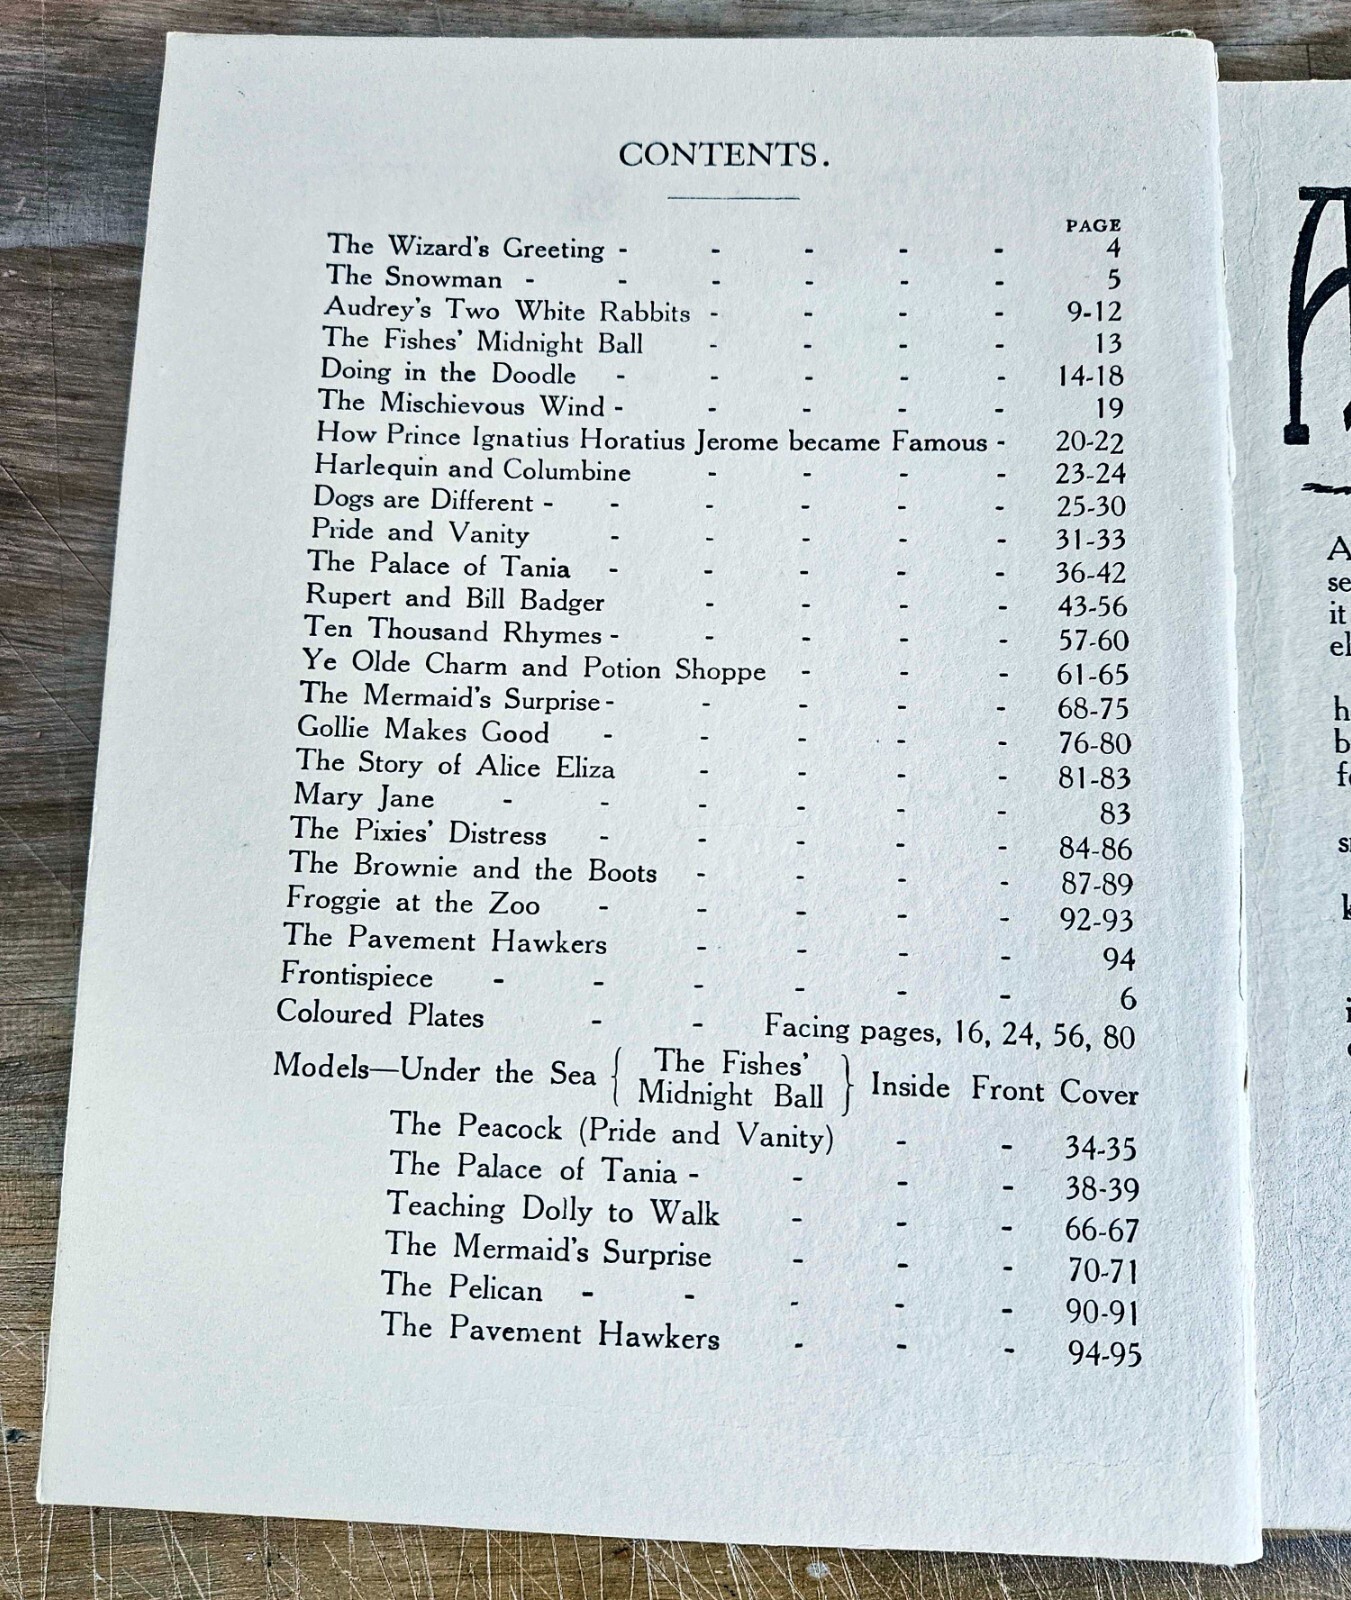 CONTENTS.
PAGE
The Wizard's Greeting - - - - - 4
The Snowman - - - - - - 5
Audrey's Two White Rabbits - - - - 9-12
The Fishes' Midnight Ball - - - - 13
Doing in the Doodle - - - - - 14-18
The Mischievous Wind - - - - - 19
How Prince Ignatius Horatius Jerome became Famous - 20-22
Harlequin and Columbine - - - - 23-24
Dogs are Different - - - - - - 25-30
Pride and Vanity - - - - - 31-33
The Palace of Tania - - - - - 36-42
Rupert and Bill Badger - - - - 43-56
Ten Thousand Rhymes - - - - - 57-60
Ye Olde Charm and Potion Shoppe - - - 61-65
The Mermaid's Surprise - - - - - 68-75
Gollie Makes Good - - - - - 76-80
The Story of Alice Eliza - - - - 81-83
Mary Jane - - - - - - 83
The Pixies' Distress - - - - - 84-86
The Brownie and the Boots - - - - 87-89
Froggie at the Zoo - - - - - 92-93
The Pavement Hawkers - - - - 94
Frontispiece - - - - - - 6
Coloured Plates - - Facing pages, 16, 24, 56, 80
Models—Under the Sea { The Fishes' Midnight Ball } Inside Front Cover
The Peacock (Pride and Vanity) - - 34-35
The Palace of Tania - - - - 38-39
Teaching Dolly to Walk - - - 66-67
The Mermaid's Surprise - - - 70-71
The Pelican - - - - - 90-91
The Pavement Hawkers - - - 94-95